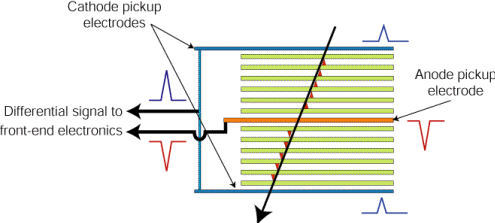 Cathode pickup
electrodes
Anode pickup
electrode
Differential signal to
front-end electronics